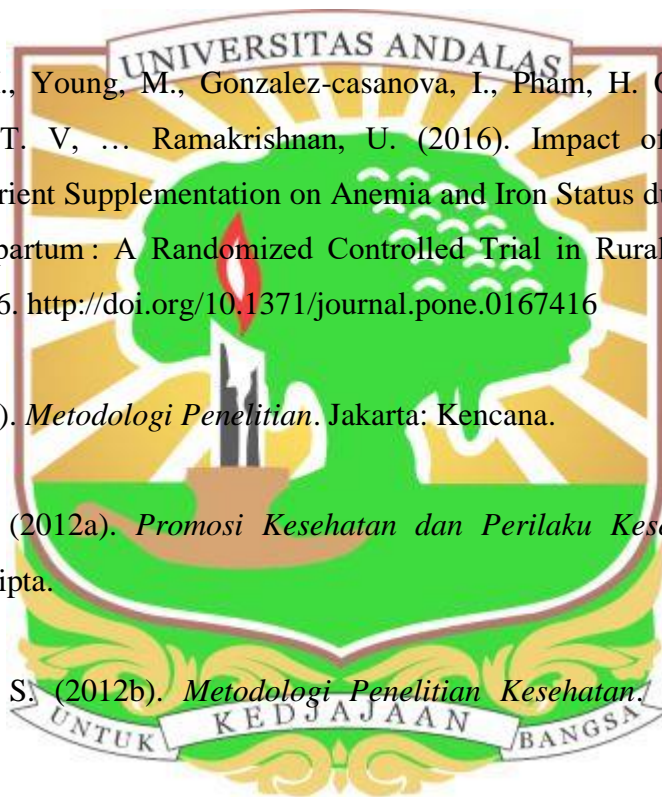 UNIVERSITAS ANDALAS
., Young, M., Gonzalez-casanova, I., Pham, H.
T. V, … Ramakrishnan, U. (2016). Impact of
rient Supplementation on Anemia and Iron Status du
partum : A Randomized Controlled Trial in Rural
6. http://doi.org/10.1371/journal.pone.0167416
). Metodologi Penelitian. Jakarta: Kencana.
(2012a). Promosi Kesehatan dan Perilaku Kese
ipta.
S. (2012b). Metodologi Penelitian Kesehatan.
UNTUK KEDJAJAAN BANGSA